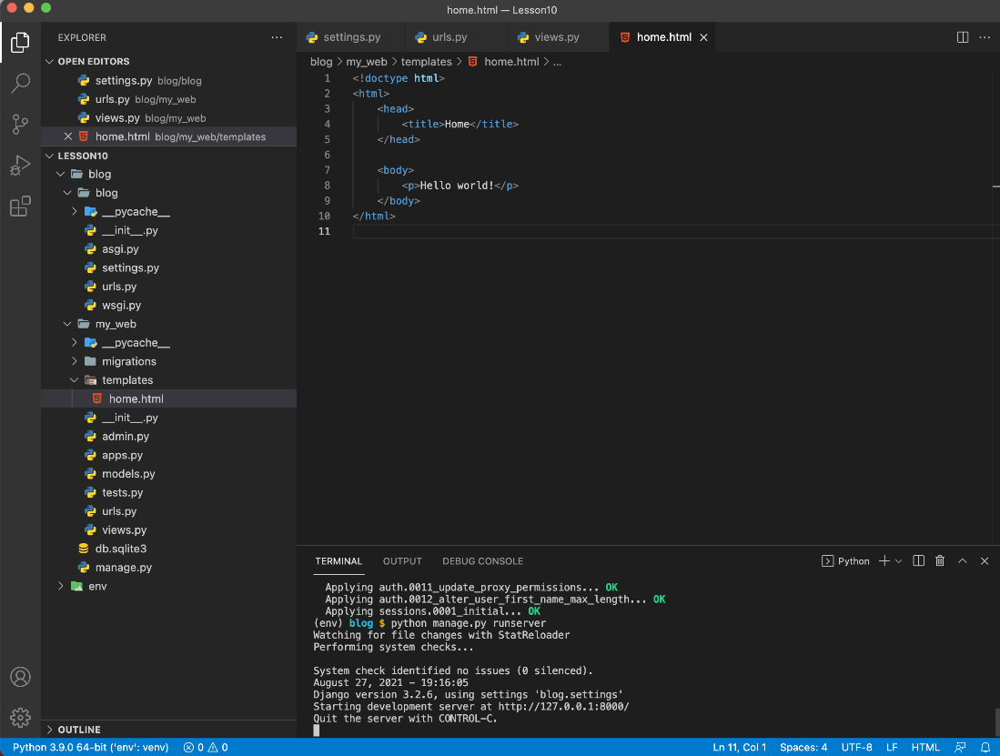 home.html — Lesson10
EXPLORER ...
OPEN EDITORS
settings.py blog/blog
urls.py blog/my_web
views.py blog/my_web
home.html blog/my_web/templates
LESSON10
blog
blog
__pycache__
__init__.py
asgi.py
settings.py
urls.py
wsgi.py
my_web
__pycache__
migrations
templates
home.html
__init__.py
admin.py
apps.py
models.py
tests.py
urls.py
views.py
db.sqlite3
manage.py
env
OUTLINE
settings.py urls.py views.py home.html ...
blog > my_web > templates > home.html > ...
1 <!doctype html>
2 <html>
3 <head>
4 <title>Home</title>
5 </head>
6
7 <body>
8 <p>Hello world!</p>
9 </body>
10 </html>
11
TERMINAL OUTPUT DEBUG CONSOLE Python
Applying auth.0011_update_proxy_permissions... OK
Applying auth.0012_alter_user_first_name_max_length... OK
Applying sessions.0001_initial... OK
(env) blog $ python manage.py runserver
Watching for file changes with StatReloader
Performing system checks...
System check identified no issues (0 silenced).
August 27, 2021 - 19:16:05
Django version 3.2.6, using settings 'blog.settings'
Starting development server at http://127.0.0.1:8000/
Quit the server with CONTROL-C.
Python 3.9.0 64-bit ('env': venv) 0 0 Ln 11, Col 1 Spaces: 4 UTF-8 LF HTML